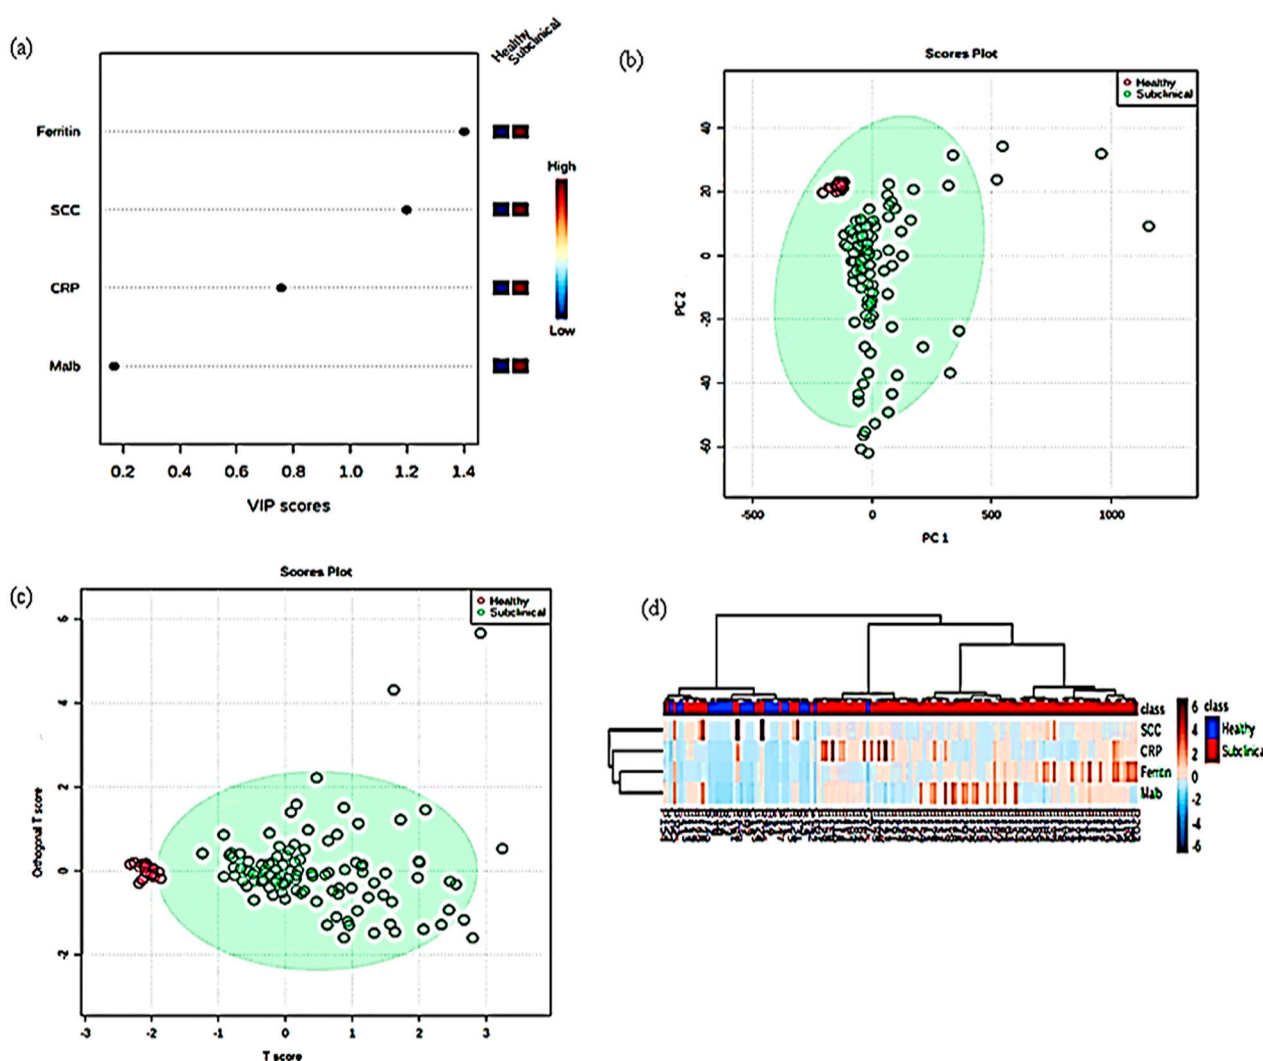 (a)
Healthy
Subclinical
Ferritin
SCC
CRP
Malb
High
Low
0.2 0.4 0.6 0.8 1.0 1.2 1.4
VIP scores
(b)
Scores Plot
Healthy
Subclinical
40
20
0
-20
-40
-60
PC 2
-500 0 500 1000
PC 1
(c)
Scores Plot
Healthy
Subclinical
6
4
2
0
-2
Orthogonal T score
-3 -2 -1 0 1 2 3
T score
(d)
class
SCC
CRP
Ferritin
Malb
6
4
2
0
-2
-4
-6
class
Healthy
Subclinica